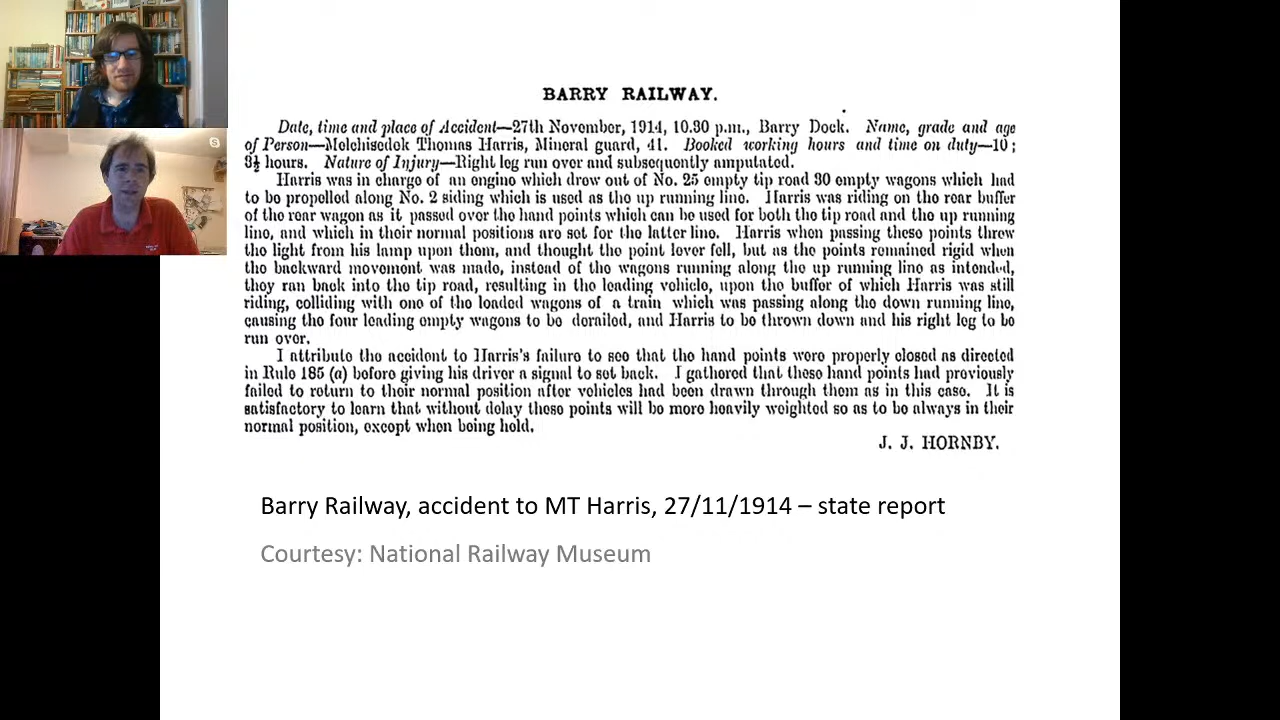 BARRY RAILWAY.
Date, time and place of Accident—27th November, 1914, 10.30 p.m., Barry Dock. Name, grade and age
of Person—Melchisedek Thomas Harris, Mineral guard, 41. Booked working hours and time on duty—10;
8½ hours. Nature of Injury—Right leg run over and subsequently amputated.
Harris was in charge of an engine which drew out of No. 25 empty tip road 30 empty wagons which had
to be propelled along No. 2 siding which is used as the up running line. Harris was riding on the rear buffer
of the rear wagon as it passed over the hand points which can be used for both the tip road and the up running
line, and which in their normal positions are set for the latter line. Harris when passing these points threw
the light from his lamp upon them, and thought the point lever fell, but as the points remained rigid when
the backward movement was made, instead of the wagons running along the up running line as intended,
they ran back into the tip road, resulting in the leading vehicle, upon the buffer of which Harris was still
riding, colliding with one of the loaded wagons of a train which was passing along the down running line,
causing the four leading empty wagons to be derailed, and Harris to be thrown down and his right leg to be
run over.
I attribute the accident to Harris's failure to see that the hand points were properly closed as directed
in Rule 185 (a) before giving his driver a signal to set back. I gathered that these hand points had previously
failed to return to their normal position after vehicles had been drawn through them as in this case. It is
satisfactory to learn that without delay these points will be more heavily weighted so as to be always in their
normal position, except when being held.
J. J. HORNBY.
Barry Railway, accident to MT Harris, 27/11/1914 – state report
Courtesy: National Railway Museum